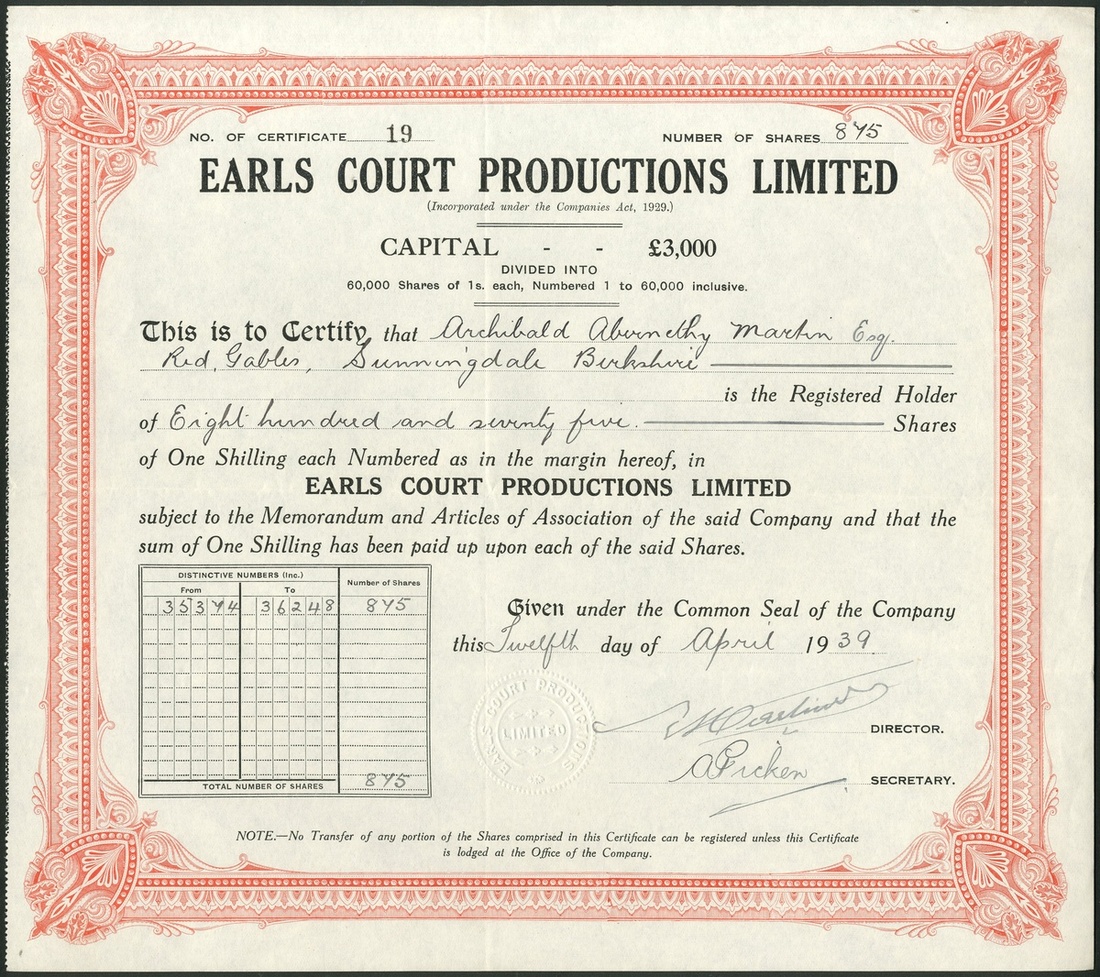 NO. OF CERTIFICATE 19 NUMBER OF SHARES 875
EARLS COURT PRODUCTIONS LIMITED
(Incorporated under the Companies Act, 1929.)
CAPITAL - - £3,000
DIVIDED INTO
60,000 Shares of 1s. each, Numbered 1 to 60,000 inclusive.
This is to Certify that Archibald Abernethy Martin Esq.
Red Gables, Sunningdale Berkshire
is the Registered Holder
of Eight hundred and seventy five. Shares
of One Shilling each Numbered as in the margin hereof, in
EARLS COURT PRODUCTIONS LIMITED
subject to the Memorandum and Articles of Association of the said Company and that the
sum of One Shilling has been paid up upon each of the said Shares.
DISTINCTIVE NUMBERS (Inc.) Number of Shares
From To
35374 36248 875
Given under the Common Seal of the Company
this Twelfth day of April 1939.
EARLS COURT PRODUCTIONS
LIMITED
DIRECTOR.
A Picken SECRETARY.
875
TOTAL NUMBER OF SHARES
NOTE.—No Transfer of any portion of the Shares comprised in this Certificate can be registered unless this Certificate
is lodged at the Office of the Company.